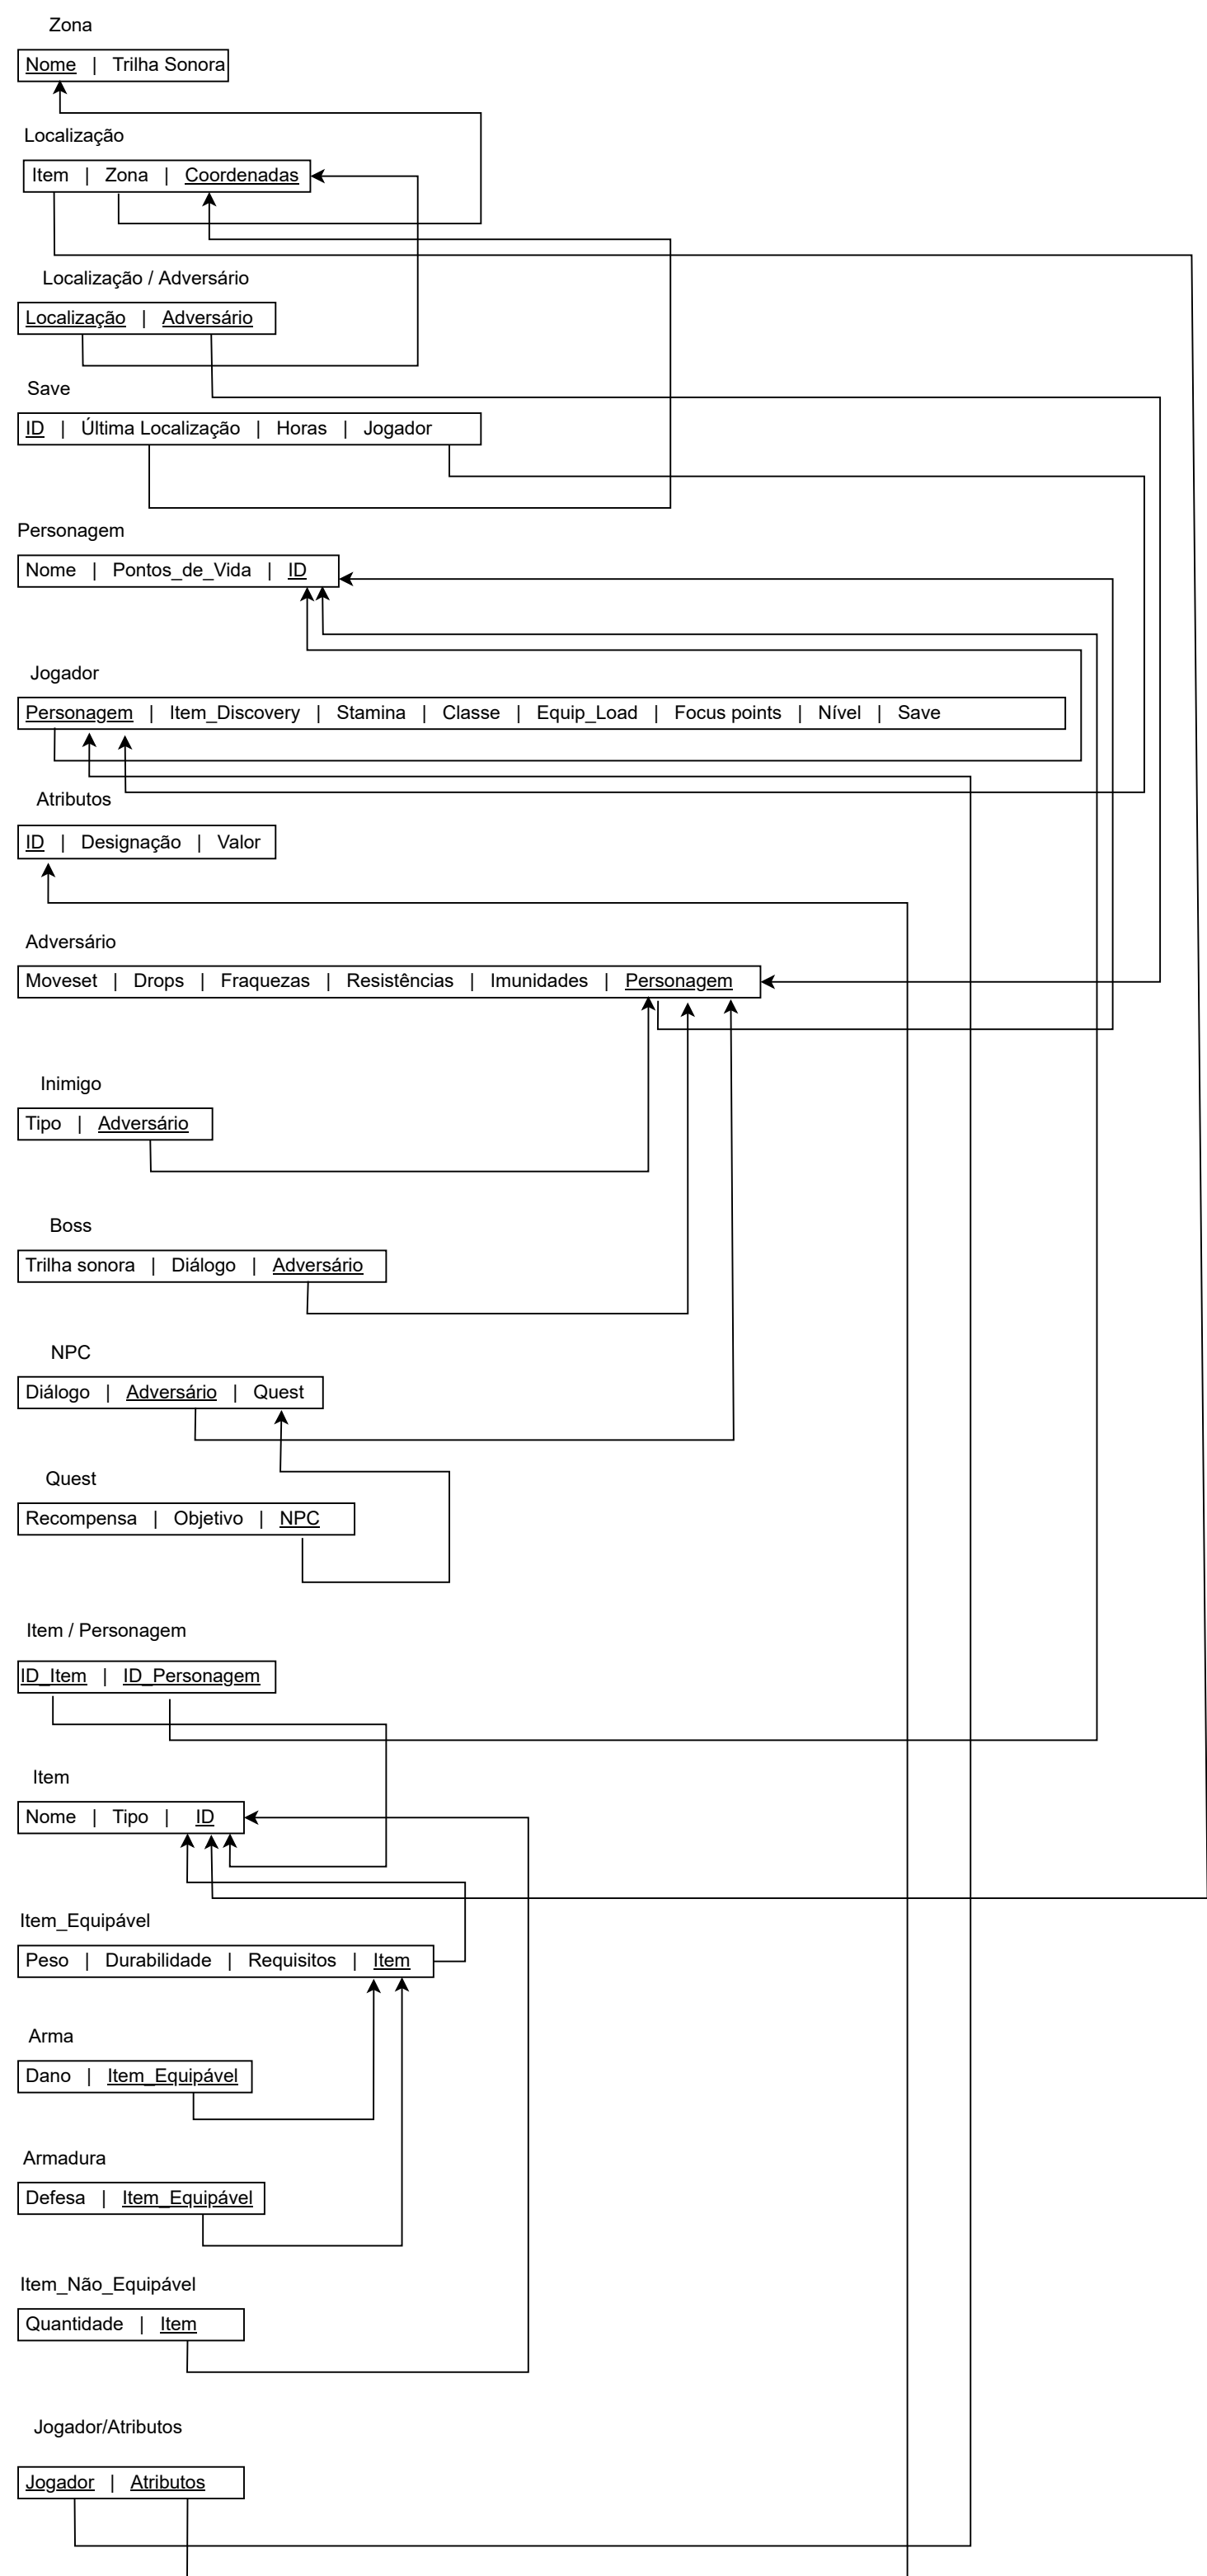 Zona
Nome | Trilha Sonora
Localização
Item | Zona | Coordenadas
Localização / Adversário
Localização | Adversário
Save
ID | Última Localização | Horas | Jogador
Personagem
Nome | Pontos_de_Vida | ID
Jogador
Personagem | Item_Discovery | Stamina | Classe | Equip_Load | Focus points | Nível | Save
Atributos
ID | Designação | Valor
Adversário
Moveset | Drops | Fraquezas | Resistências | Imunidades | Personagem
Inimigo
Tipo | Adversário
Boss
Trilha sonora | Diálogo | Adversário
NPC
Diálogo | Adversário | Quest
Quest
Recompensa | Objetivo | NPC
Item / Personagem
ID_Item | ID_Personagem
Item
Nome | Tipo | ID
Item_Equipável
Peso | Durabilidade | Requisitos | Item
Arma
Dano | Item_Equipável
Armadura
Defesa | Item_Equipável
Item_Não_Equipável
Quantidade | Item
Jogador/Atributos
Jogador | Atributos